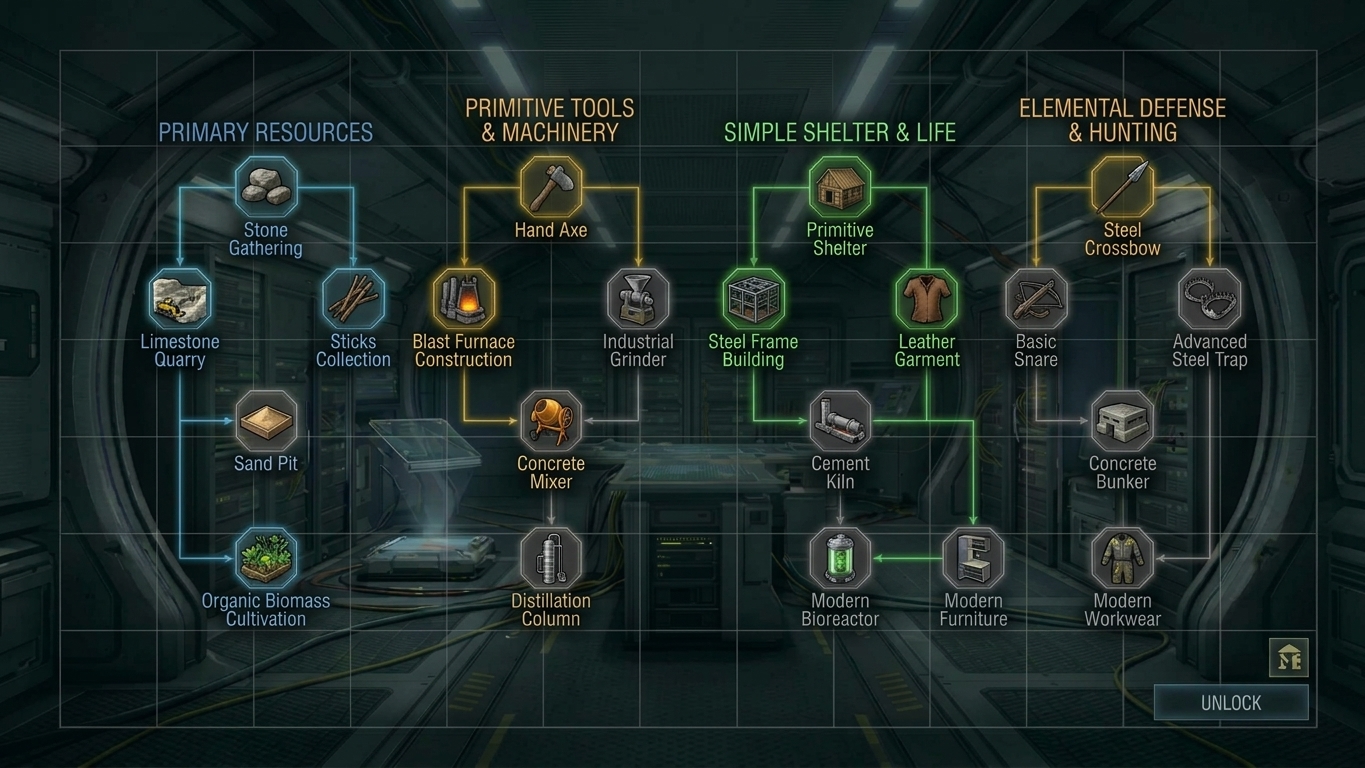 PRIMARY RESOURCES
PRIMITIVE TOOLS
& MACHINERY
SIMPLE SHELTER & LIFE
ELEMENTAL DEFENSE
& HUNTING
Stone
Gathering
Hand Axe
Primitive
Shelter
Steel
Crossbow
Limestone
Quarry
Sticks
Collection
Blast Furnace
Construction
Industrial
Grinder
Steel Frame
Building
Leather
Garment
Basic
Snare
Advanced
Steel Trap
Sand Pit
Concrete
Mixer
Cement
Kiln
Concrete
Bunker
Organic Biomass
Cultivation
Distillation
Column
Modern
Bioreactor
Modern
Furniture
Modern
Workwear
UNLOCK